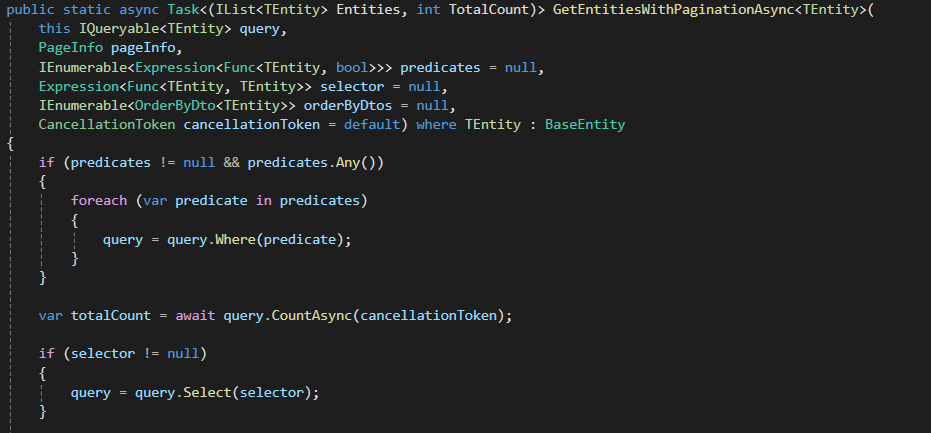 public static async Task<(IList<TEntity> Entities, int TotalCount)> GetEntitiesWithPaginationAsync<TEntity>(
    this IQueryable<TEntity> query,
    PageInfo pageInfo,
    IEnumerable<Expression<Func<TEntity, bool>>> predicates = null,
    Expression<Func<TEntity, TEntity>> selector = null,
    IEnumerable<OrderByDto<TEntity>> orderByDtos = null,
    CancellationToken cancellationToken = default) where TEntity : BaseEntity
{
    if (predicates != null && predicates.Any())
    {
        foreach (var predicate in predicates)
        {
            query = query.Where(predicate);
        }
    }

    var totalCount = await query.CountAsync(cancellationToken);

    if (selector != null)
    {
        query = query.Select(selector);
    }